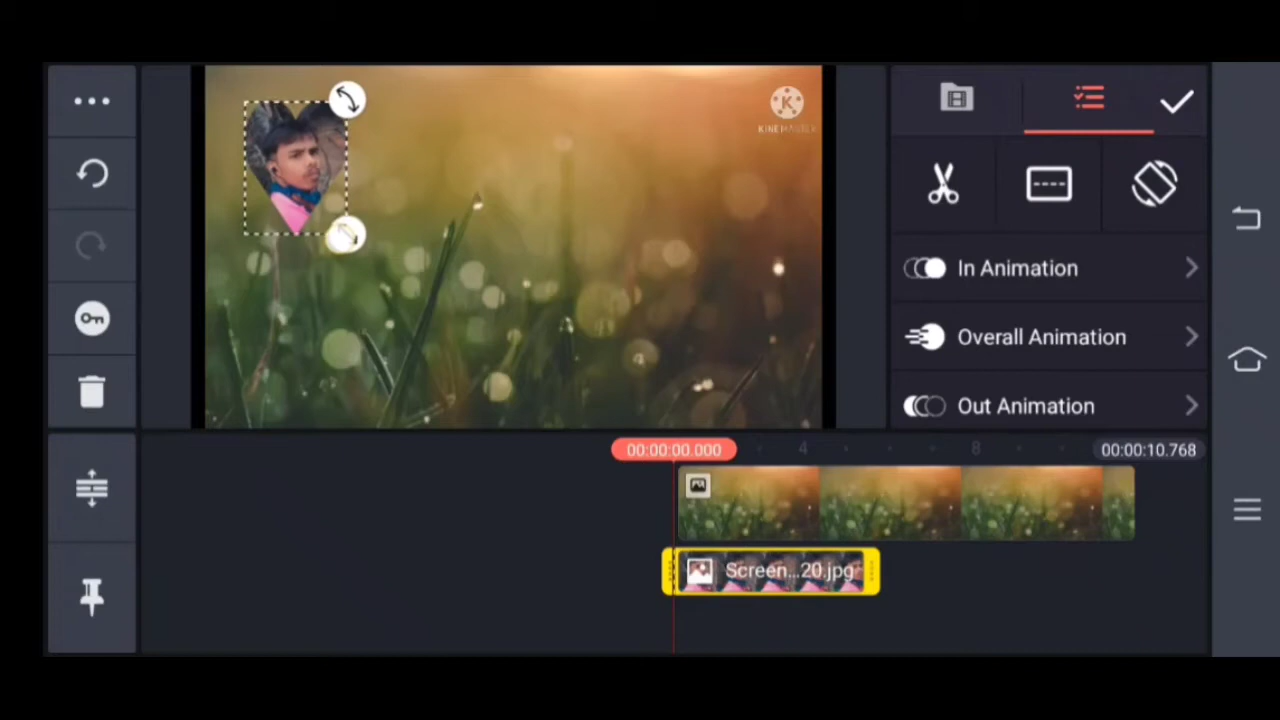 K
KINEMASTER
In Animation
Overall Animation
Out Animation
00:00:00.000
4
8
00:00:10.768
Screen...20.jpg